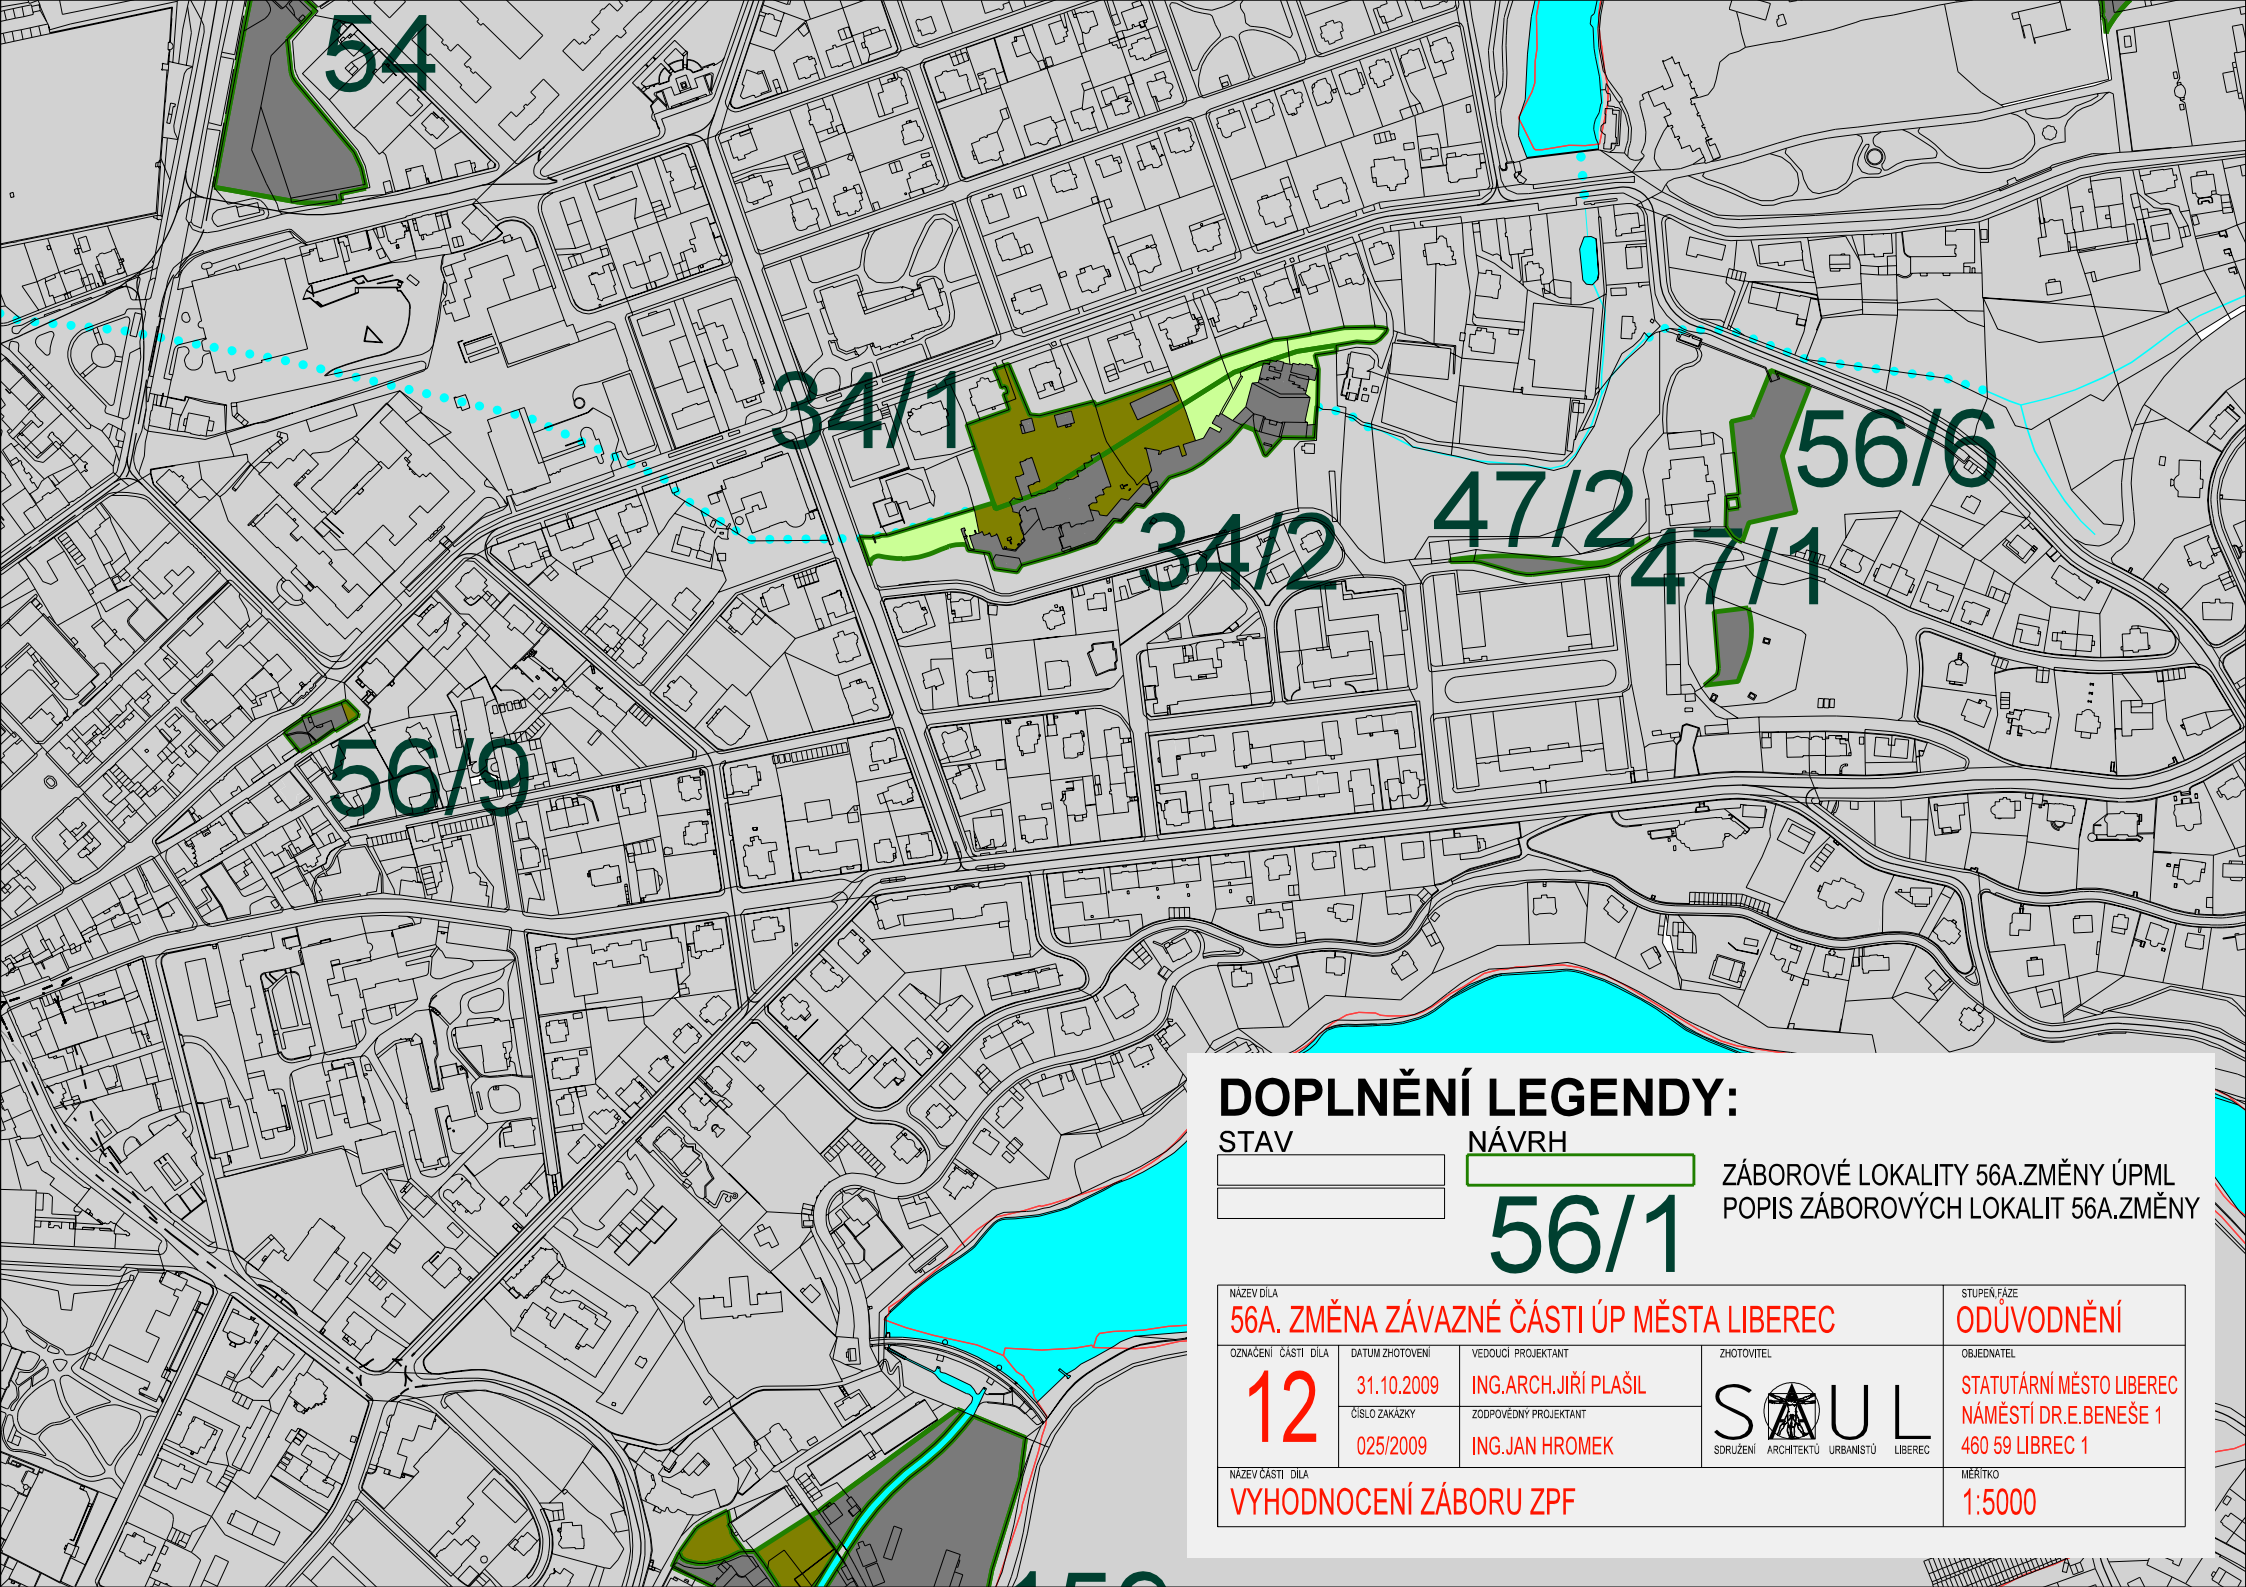 54
34/1
56/6
47/2
34/2
47/1
56/9
DOPLNĚNÍ LEGENDY:
STAV
NÁVRH
ZÁBOROVÉ LOKALITY 56A.ZMĚNY ÚPML
POPIS ZÁBOROVÝCH LOKALIT 56A.ZMĚNY
56/1
NÁZEV DÍLA
56A. ZMĚNA ZÁVAZNÉ ČÁSTI ÚP MĚSTA LIBEREC
STUPEŇ,FÁZE
ODŮVODNĚNÍ
OZNAČENÍ ČÁSTI DÍLA
12
DATUM ZHOTOVENÍ
31.10.2009
VEDOUCÍ PROJEKTANT
ING.ARCH.JIŘÍ PLAŠIL
ČÍSLO ZAKÁZKY
025/2009
ZODPOVĚDNÝ PROJEKTANT
ING.JAN HROMEK
ZHOTOVITEL
SAUL
SDRUŽENÍ ARCHITEKTŮ URBANISTŮ LIBEREC
OBJEDNATEL
STATUTÁRNÍ MĚSTO LIBEREC
NÁMĚSTÍ DR.E.BENEŠE 1
460 59 LIBREC 1
NÁZEV ČÁSTI DÍLA
VYHODNOCENÍ ZÁBORU ZPF
MĚŘÍTKO
1:5000